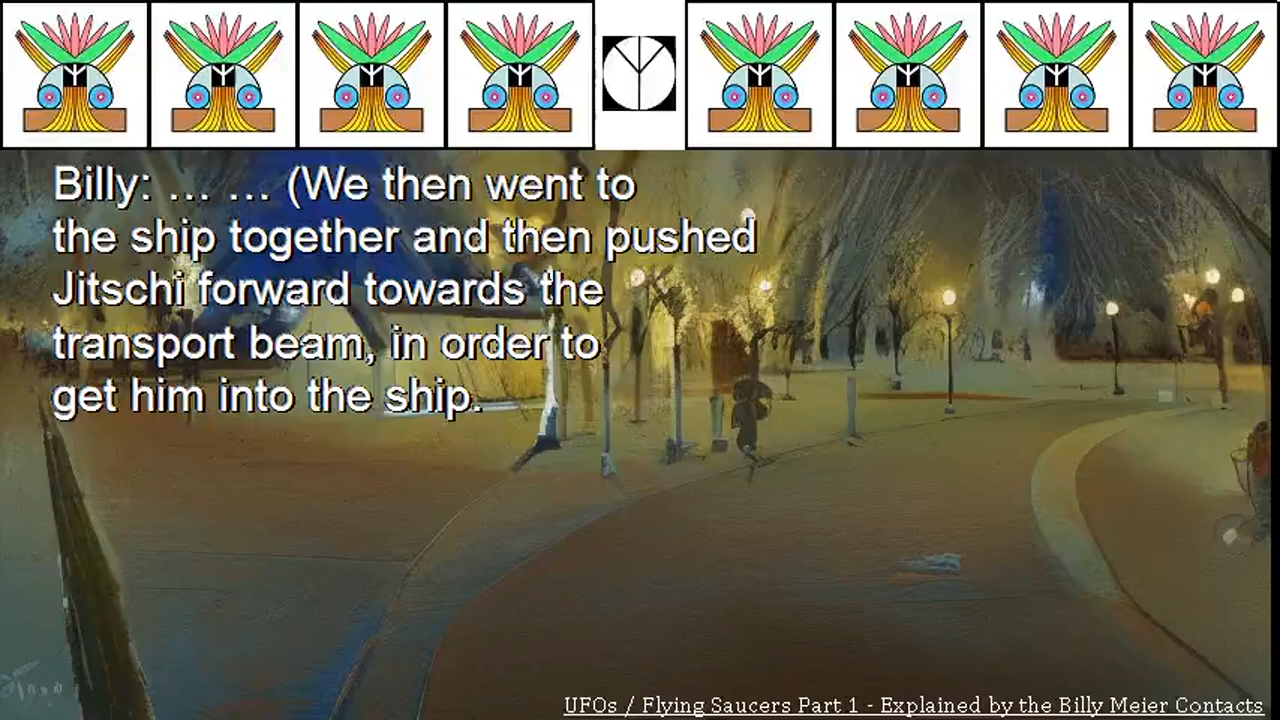 Billy: ... ... (We then went to
the ship together and then pushed
Jitschi forward towards the
transport beam, in order to
get him into the ship.
UFOs / Flying Saucers Part 1 - Explained by the Billy Meier Contacts